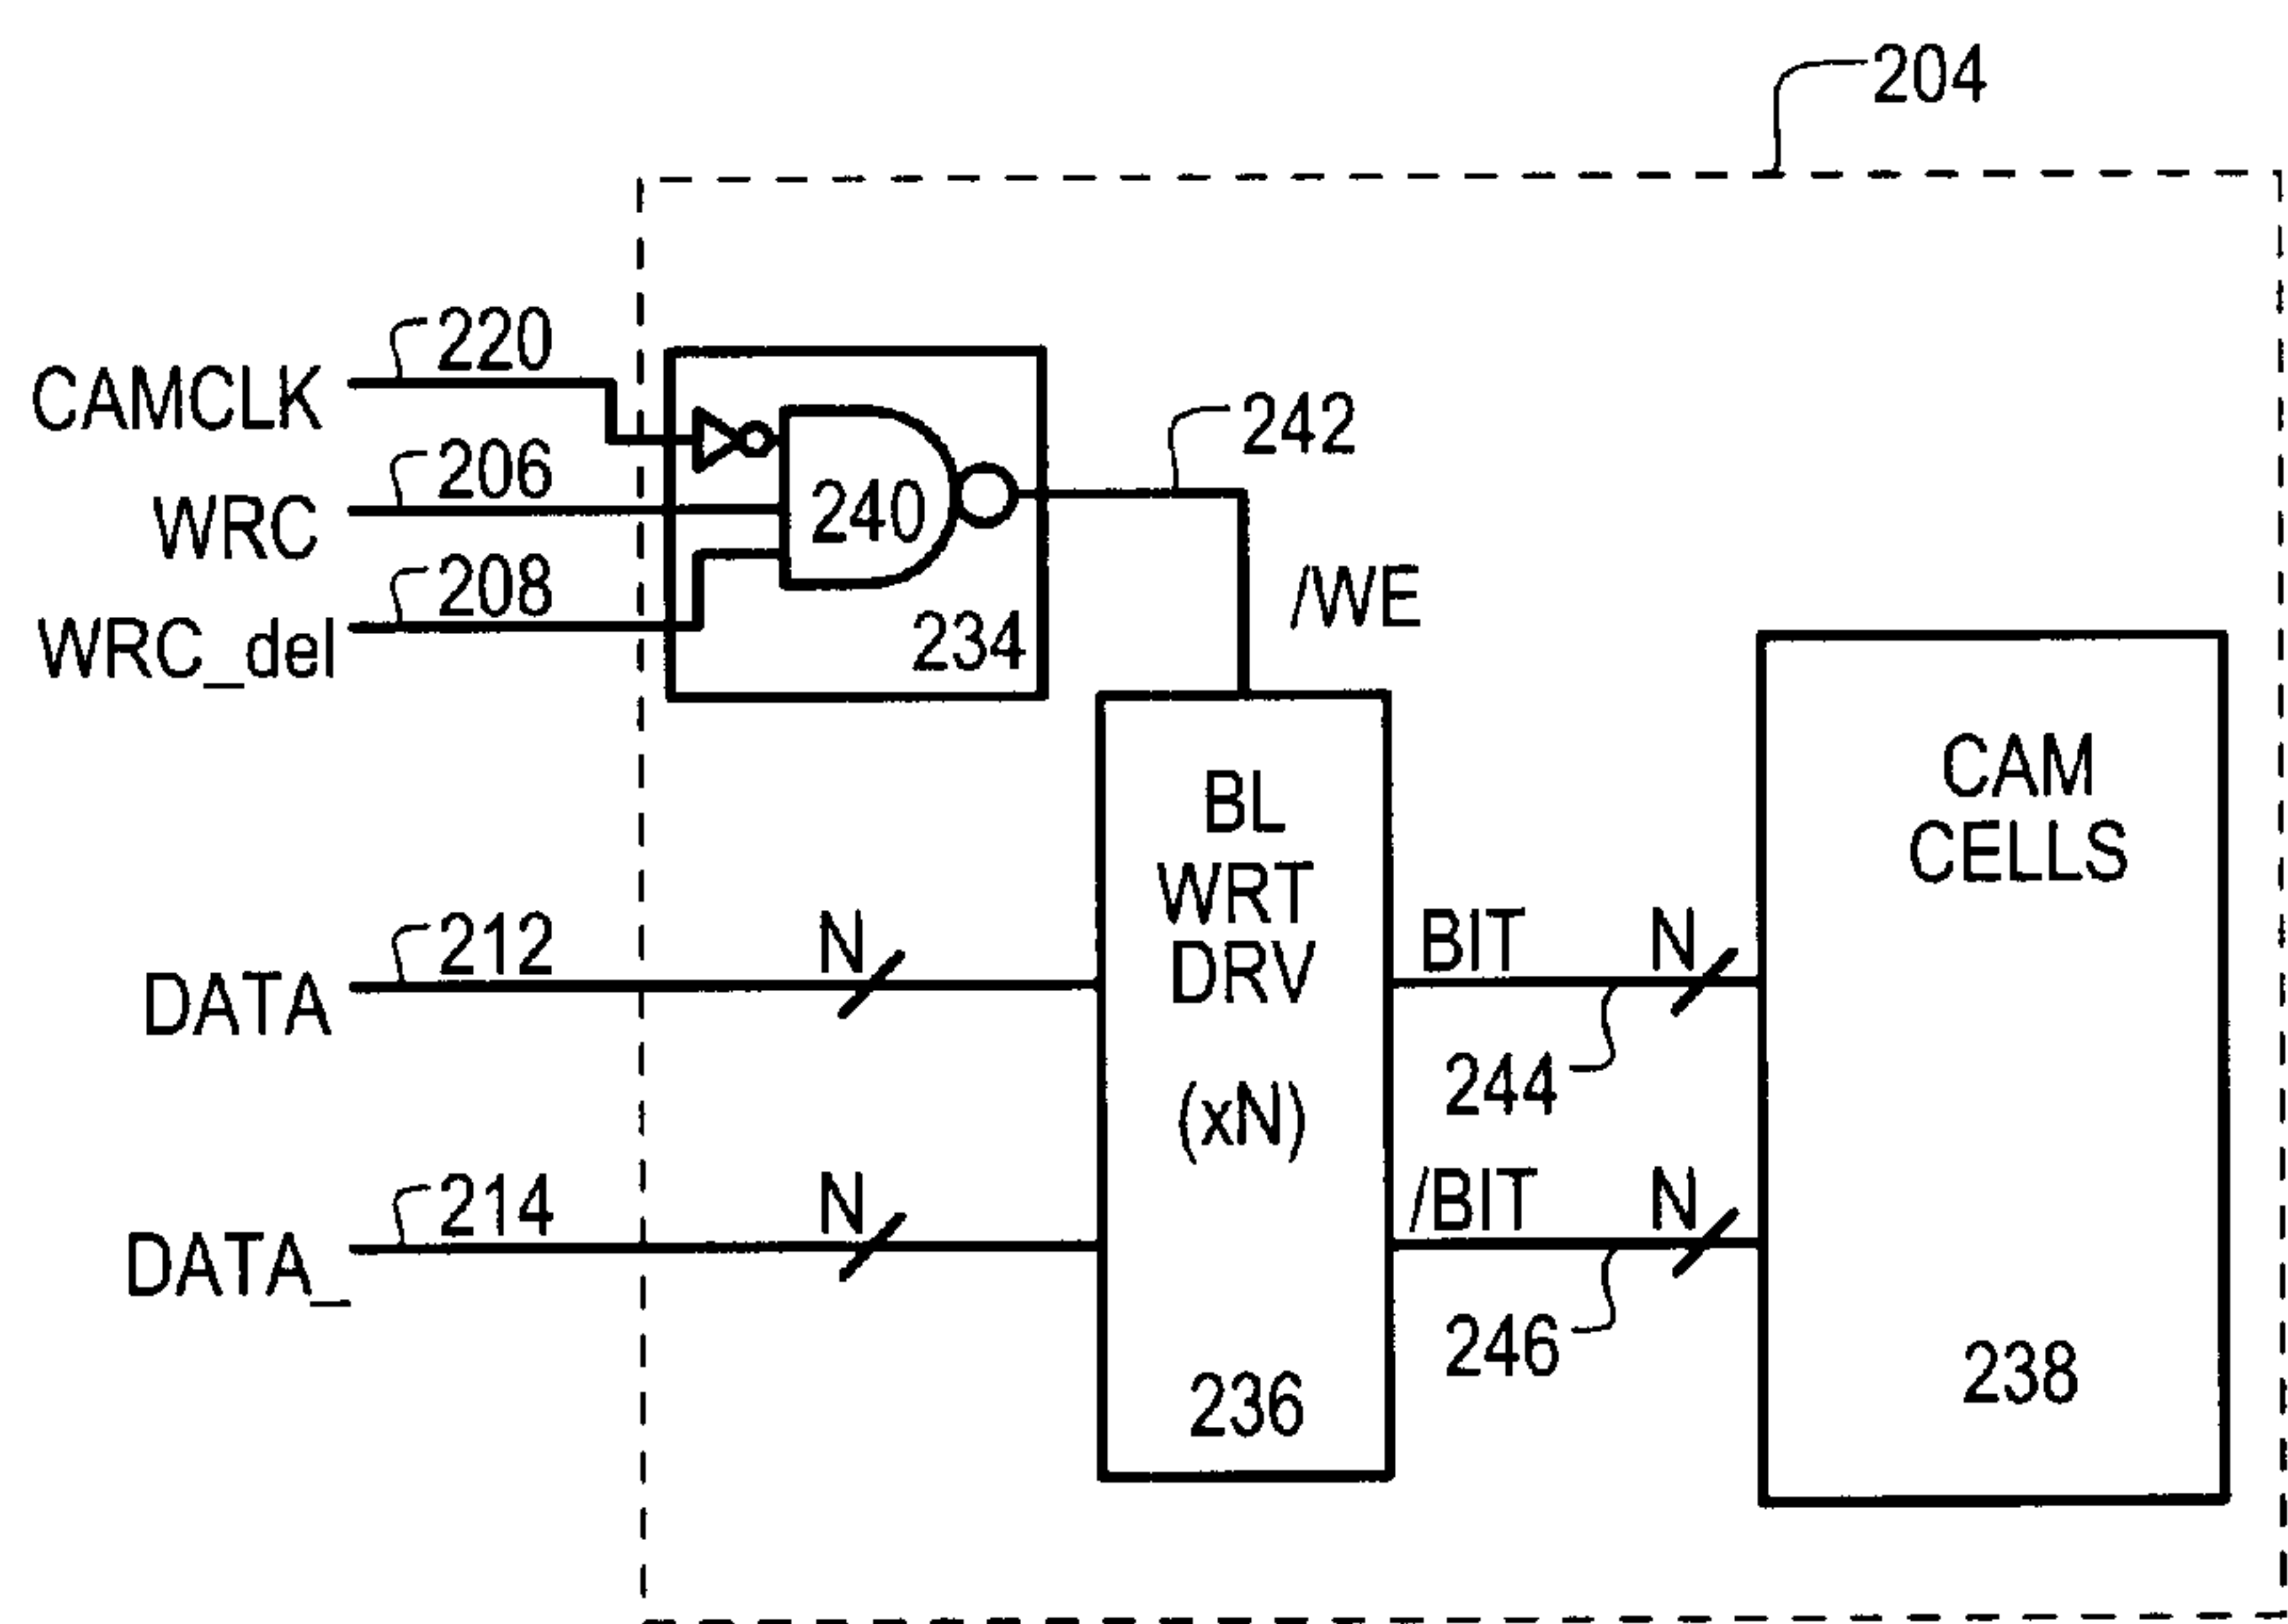 204
220
CAMCLK
206
WRC
208
WRC_del
240
234
242
/WE
212
DATA
N
214
DATA_
N
BL
WRT
DRV
(xN)
236
BIT
N
244
/BIT
N
246
CAM
CELLS
238